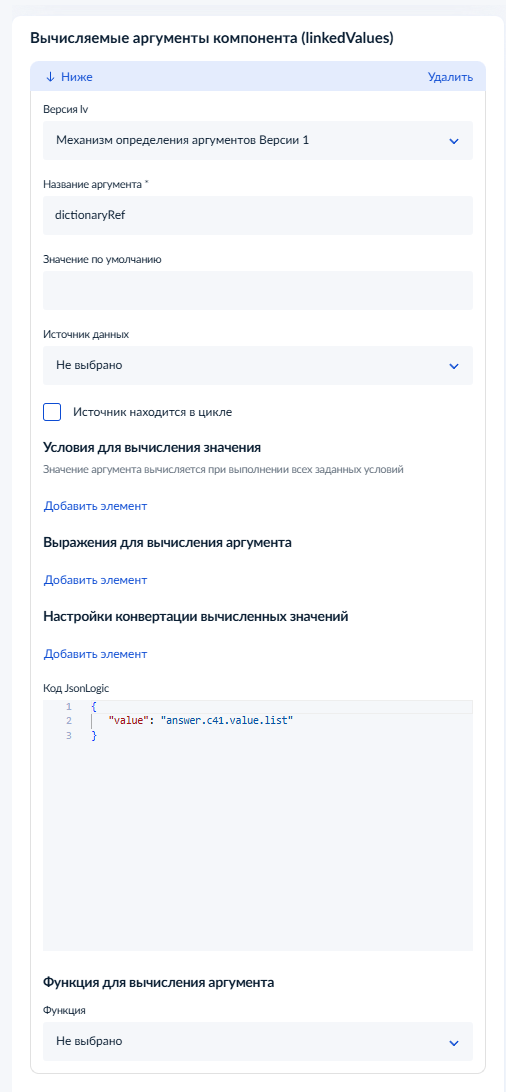 Вычисляемые аргументы компонента (linkedValues)
↓ Ниже Удалить
Версия lv
Механизм определения аргументов Версии 1
Название аргумента *
dictionaryRef
Значение по умолчанию
Источник данных
Не выбрано
Источник находится в цикле
Условия для вычисления значения
Значение аргумента вычисляется при выполнении всех заданных условий
Добавить элемент
Выражения для вычисления аргумента
Добавить элемент
Настройки конвертации вычисленных значений
Добавить элемент
Код JsonLogic
1 {
2 "value": "answer.c41.value.list"
3 }
Функция для вычисления аргумента
Функция
Не выбрано